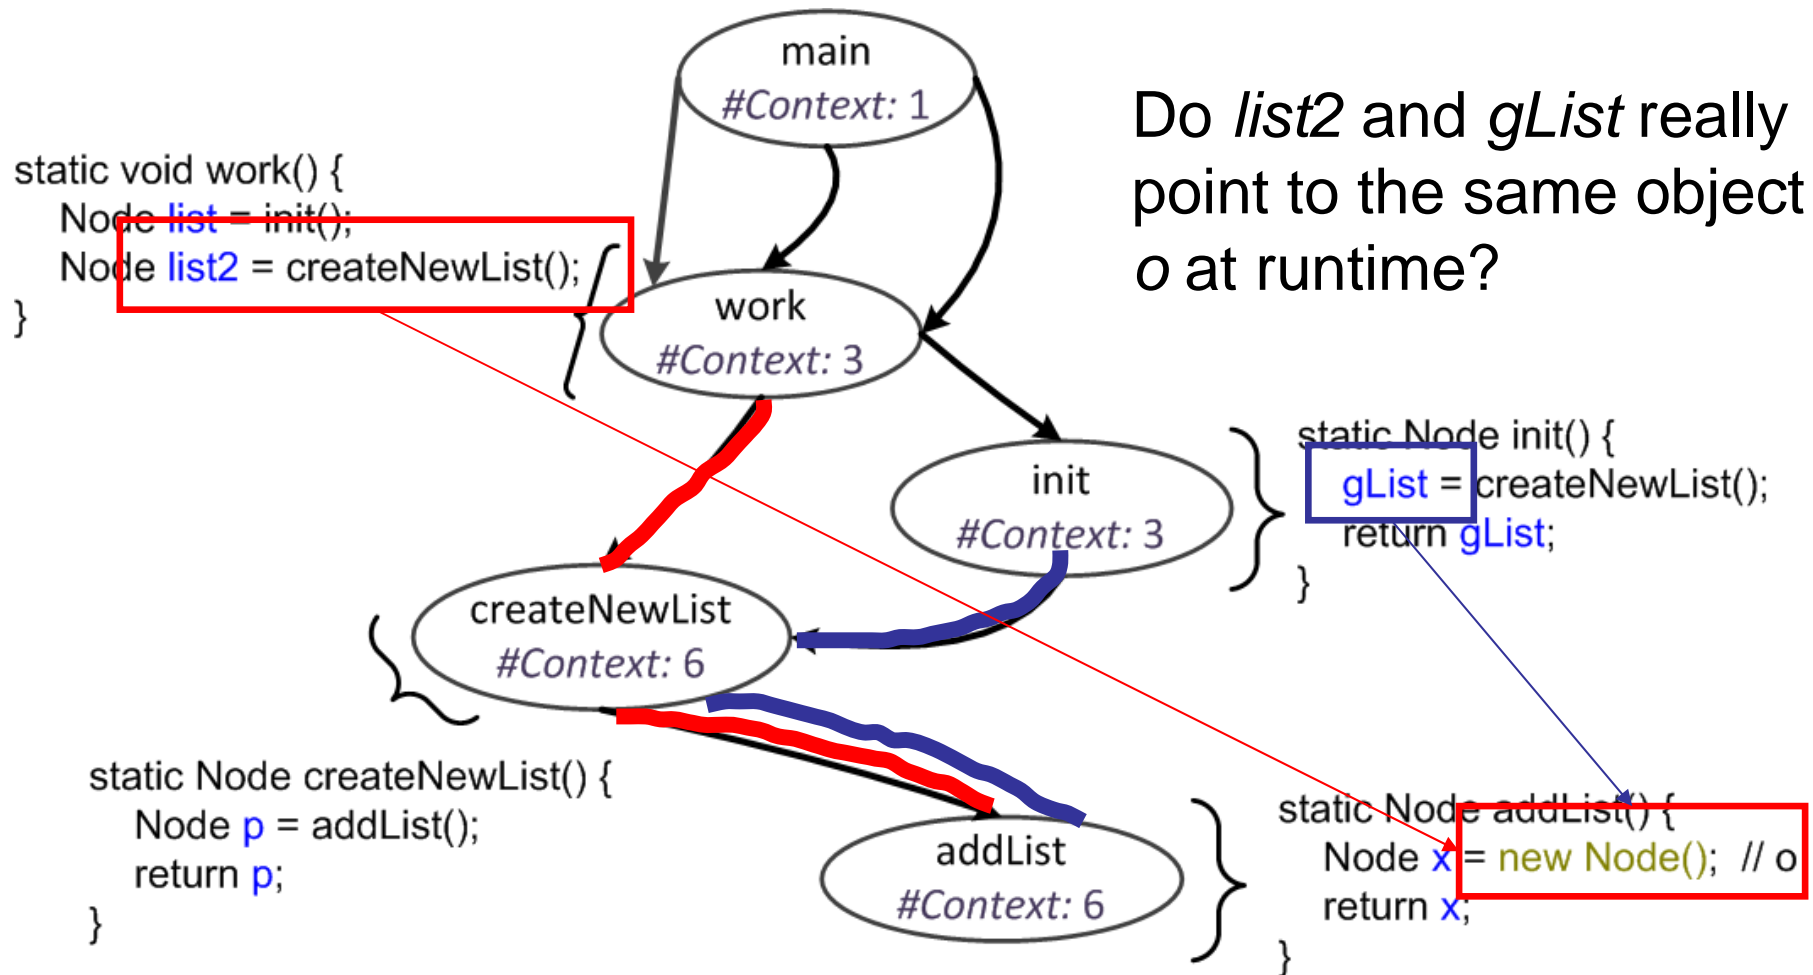 main
#Context: 1
Do list2 and gList really
point to the same object
o at runtime?
static void work() {
Node list = init();
Node list2 = createNewList();
}
work
#Context: 3
init
#Context: 3
static Node init() {
gList = createNewList();
return gList;
}
createNewList
#Context: 6
static Node createNewList() {
Node p = addList();
return p;
}
addList
#Context: 6
static Node addList() {
Node x = new Node(); // o
return x;
}